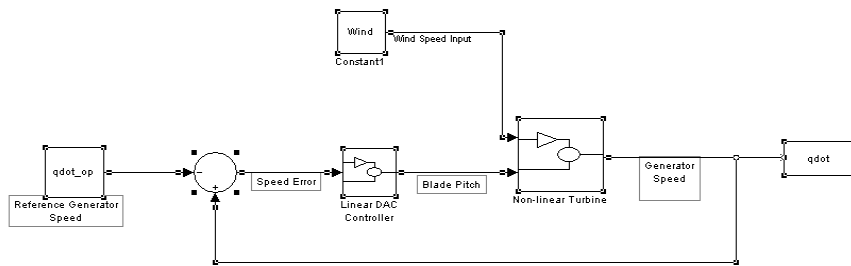 Wind
Wind Speed Input
Constant1
qdot_op
Reference Generator
Speed
−
+
Speed Error
Linear DAC
Controller
Blade Pitch
Non-linear Turbine
Generator
Speed
qdot